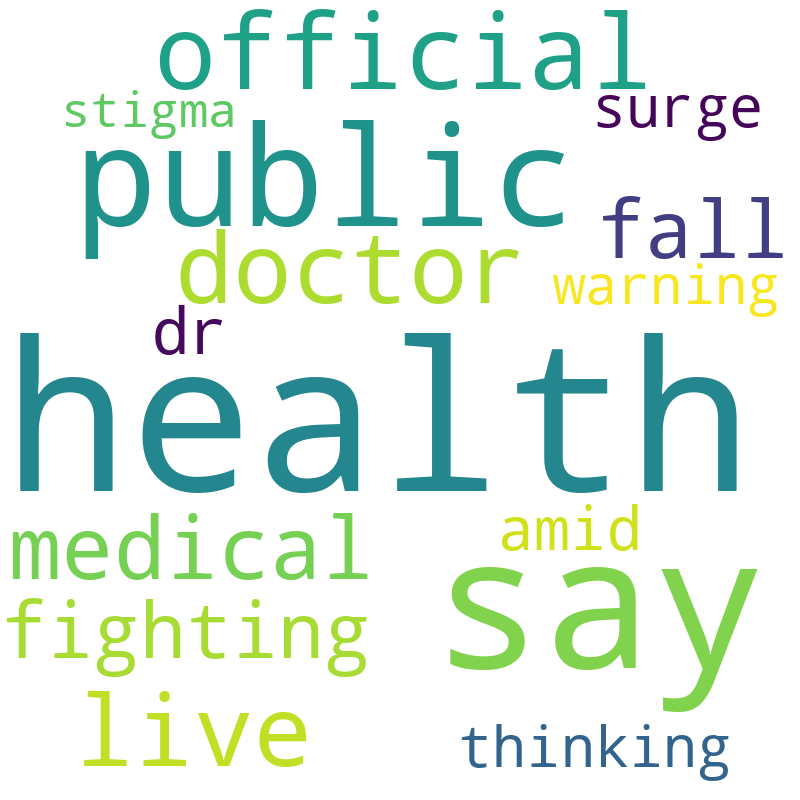 official
stigma
surge
public
fall
doctor
warning
dr
health
medical
amid
say
fighting
live
thinking